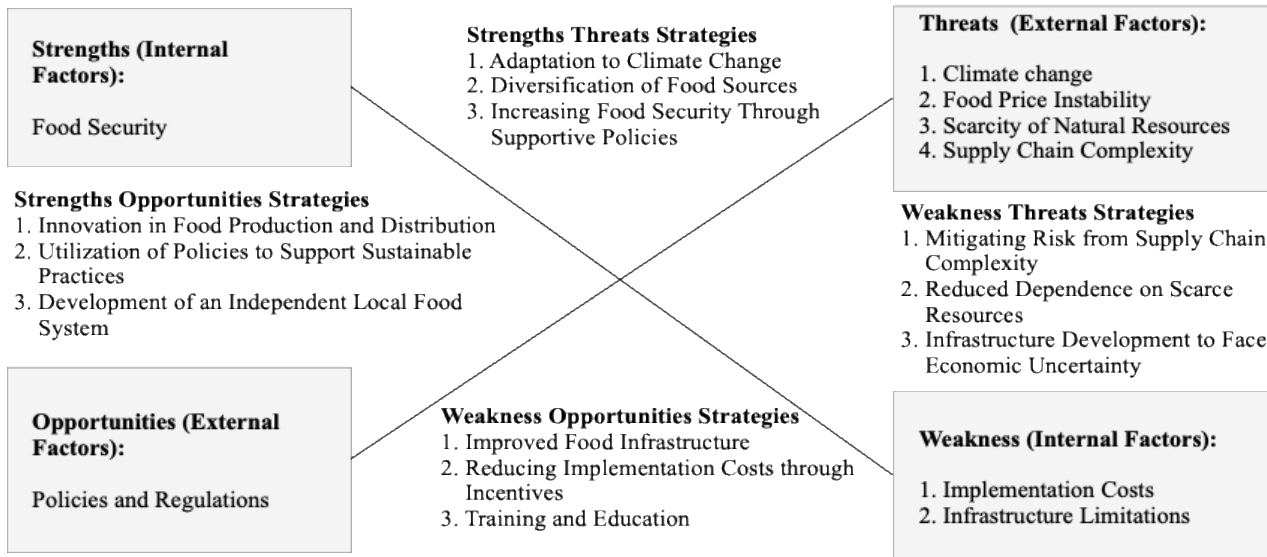 Strengths (Internal
Factors):
Food Security
Strengths Threats Strategies
1. Adaptation to Climate Change
2. Diversification of Food Sources
3. Increasing Food Security Through
Supportive Policies
Threats (External Factors):
1. Climate change
2. Food Price Instability
3. Scarcity of Natural Resources
4. Supply Chain Complexity
Strengths Opportunities Strategies
1. Innovation in Food Production and Distribution
2. Utilization of Policies to Support Sustainable
Practices
3. Development of an Independent Local Food
System
Weakness Threats Strategies
1. Mitigating Risk from Supply Chain
Complexity
2. Reduced Dependence on Scarce
Resources
3. Infrastructure Development to Face
Economic Uncertainty
Opportunities (External
Factors):
Policies and Regulations
Weakness Opportunities Strategies
1. Improved Food Infrastructure
2. Reducing Implementation Costs through
Incentives
3. Training and Education
Weakness (Internal Factors):
1. Implementation Costs
2. Infrastructure Limitations